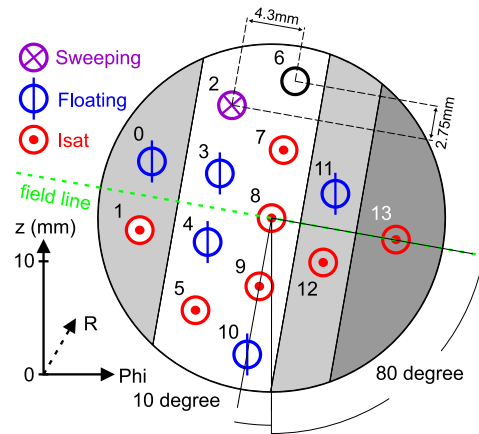 4.3mm
6
Sweeping
2
2.75mm
Floating
0
7
Isat
3
11
field line
1
8
13
z (mm)
4
10
9
12
5
R
10
80 degree
0
Phi
10 degree